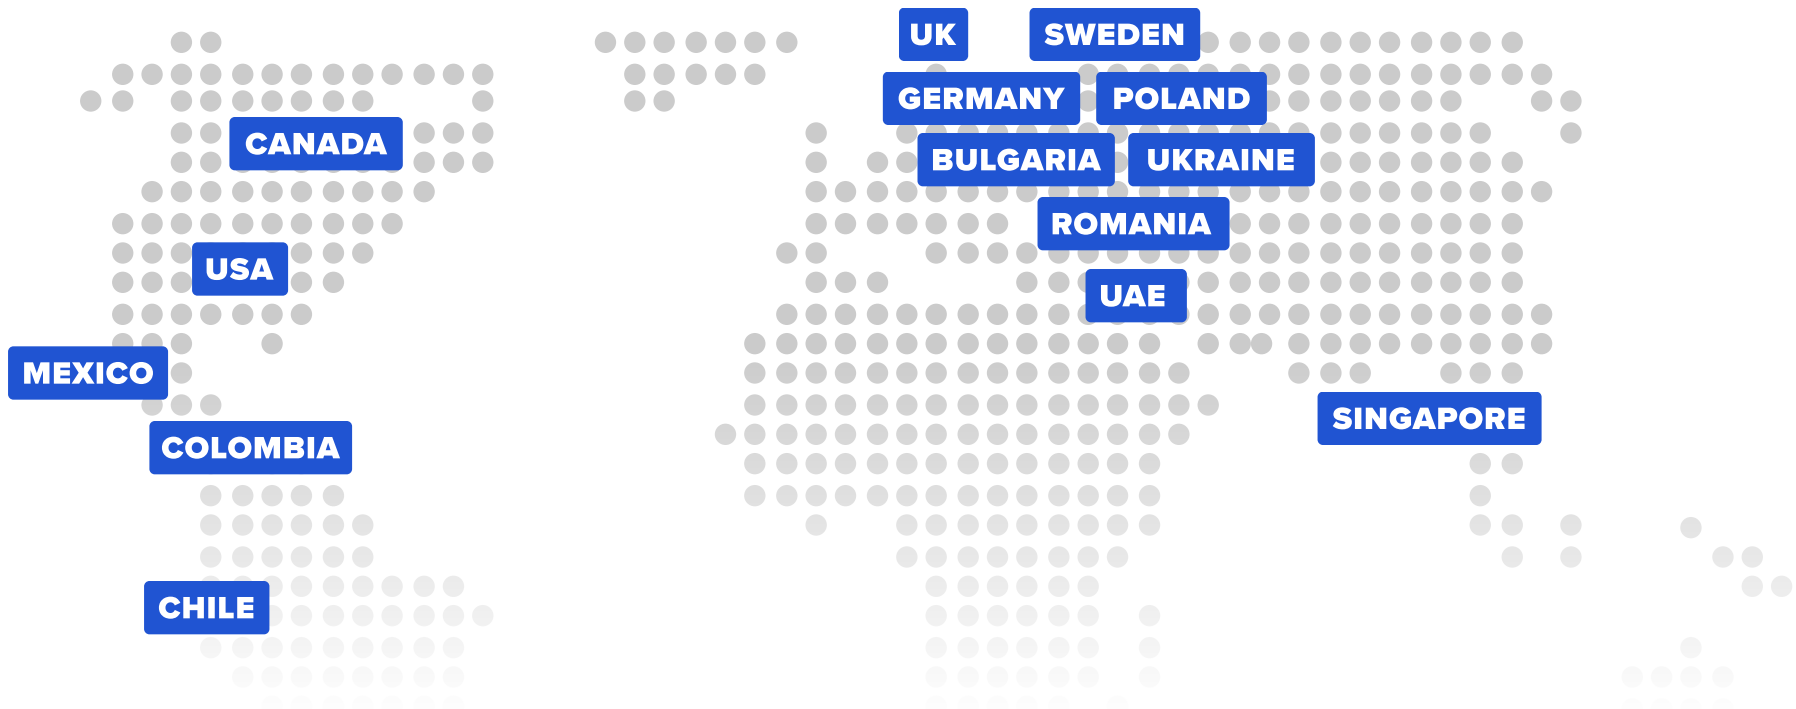 UK
SWEDEN
GERMANY
POLAND
CANADA
BULGARIA
UKRAINE
ROMANIA
USA
UAE
MEXICO
SINGAPORE
COLOMBIA
CHILE